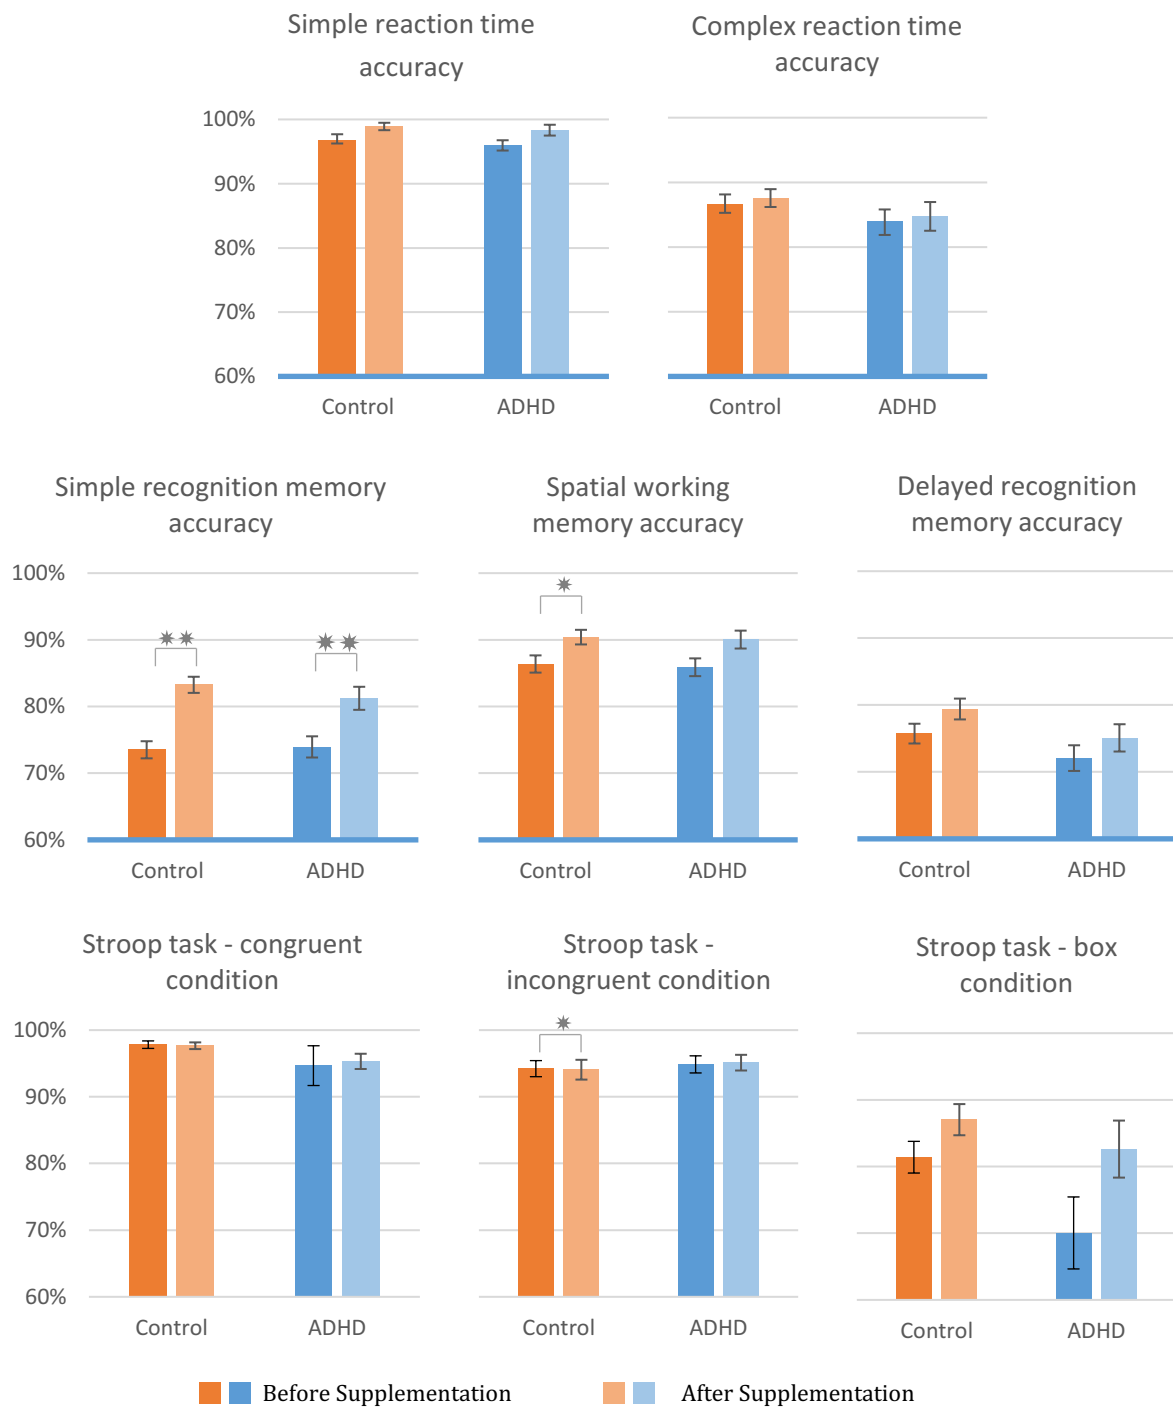 Simple reaction time
accuracy
Complex reaction time
accuracy
100%
90%
80%
70%
60%
Control
ADHD
Control
ADHD
Simple recognition memory
accuracy
Spatial working
memory accuracy
Delayed recognition
memory accuracy
100%
90%
80%
70%
60%
Control
ADHD
Control
ADHD
Control
ADHD
Stroop task - congruent
condition
Stroop task -
incongruent condition
Stroop task - box
condition
100%
90%
80%
70%
60%
Control
ADHD
Control
ADHD
Control
ADHD
Before Supplementation
After Supplementation